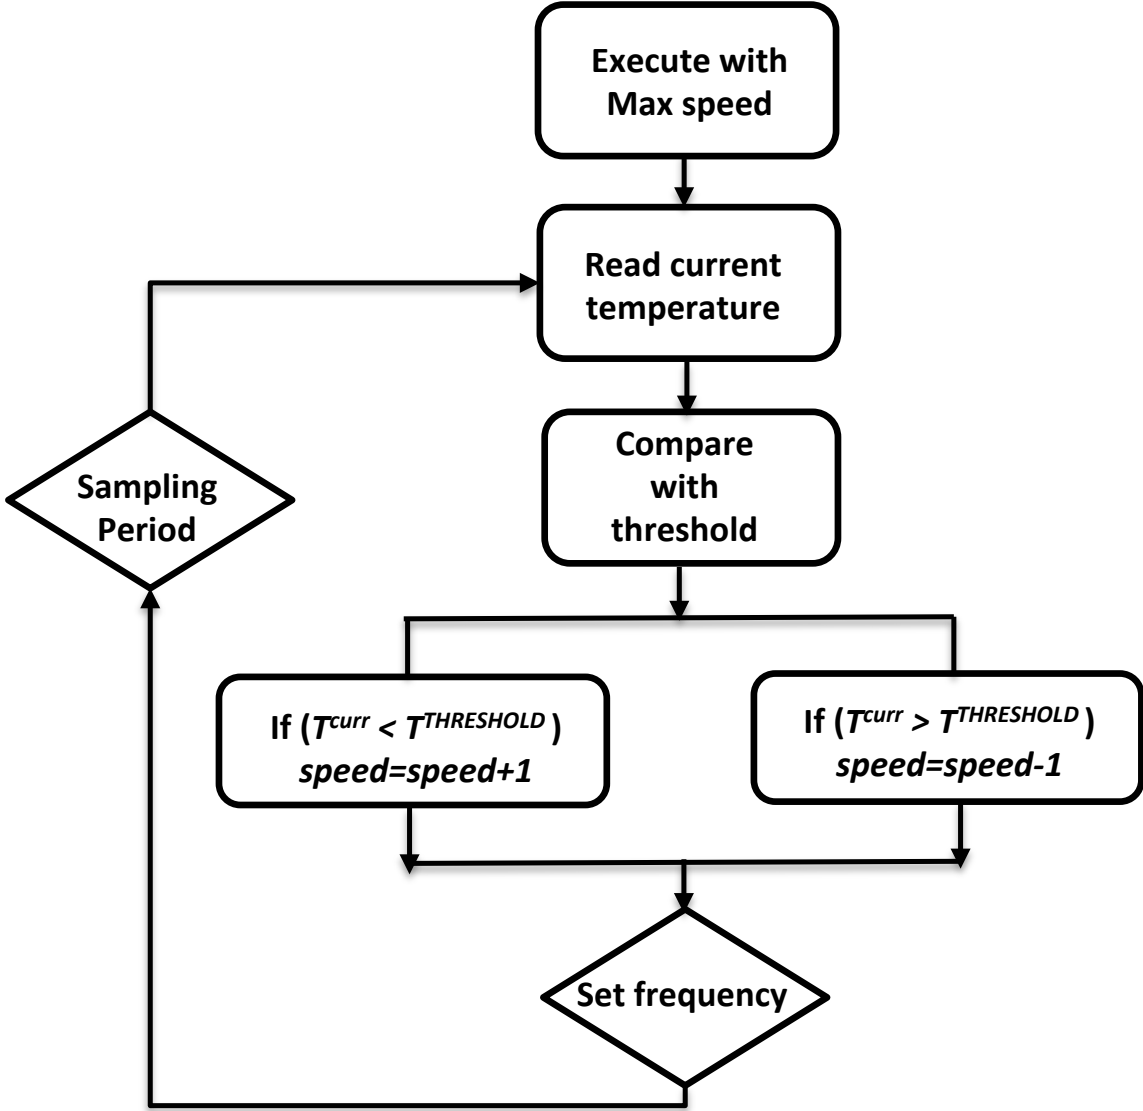 Execute with
Max speed
Read current
temperature
Compare
with
threshold
Sampling
Period
If (T^curr < T^THRESHOLD )
speed=speed+1
If (T^curr > T^THRESHOLD )
speed=speed-1
Set frequency